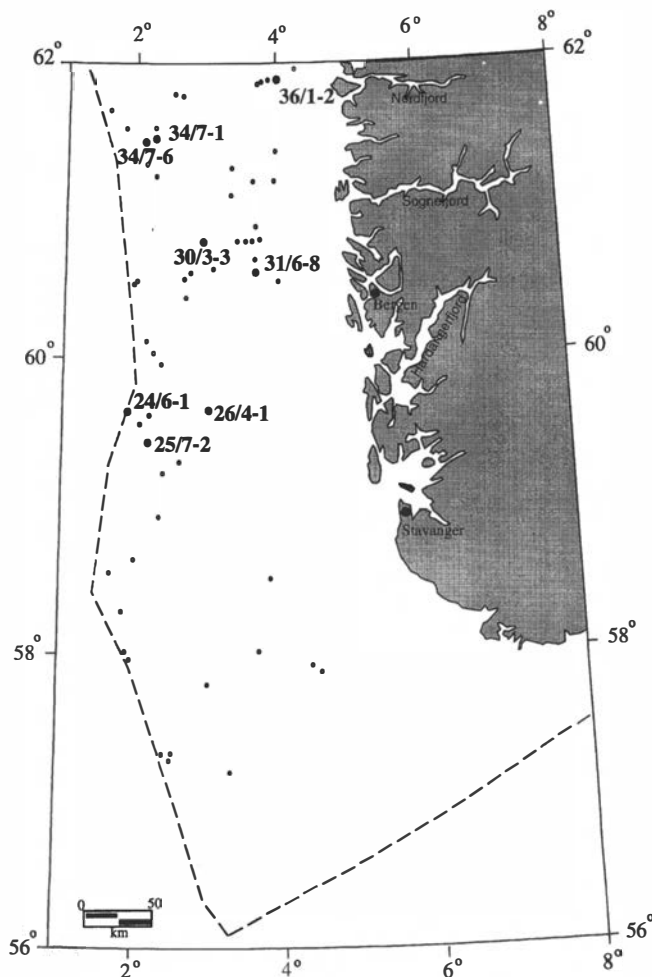 2° 6° 8°
62° 62°
36/1-2
Nordfjord
34/7-1
34/7-6
Sognefjord
30/3-3
31/6-8
Bergen
Hardangerfjord
60° 60°
24/6-1
26/4-1
25/7-2
Stavanger
58° 58°
0 50
km
56° 56°
2° 4° 6° 8°